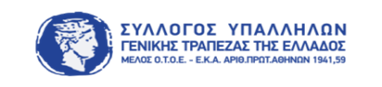 ΣΥΛΛΟΓΟΣ ΥΠΑΛΛΗΛΩΝ
ΓΕΝΙΚΗΣ ΤΡΑΠΕΖΑΣ ΤΗΣ ΕΛΛΑΔΟΣ
ΜΕΛΟΣ Ο.Τ.Ο.Ε. - Ε.Κ.Α. ΑΡΙΘ.ΠΡΩΤ.ΑΘΗΝΩΝ 1941,59